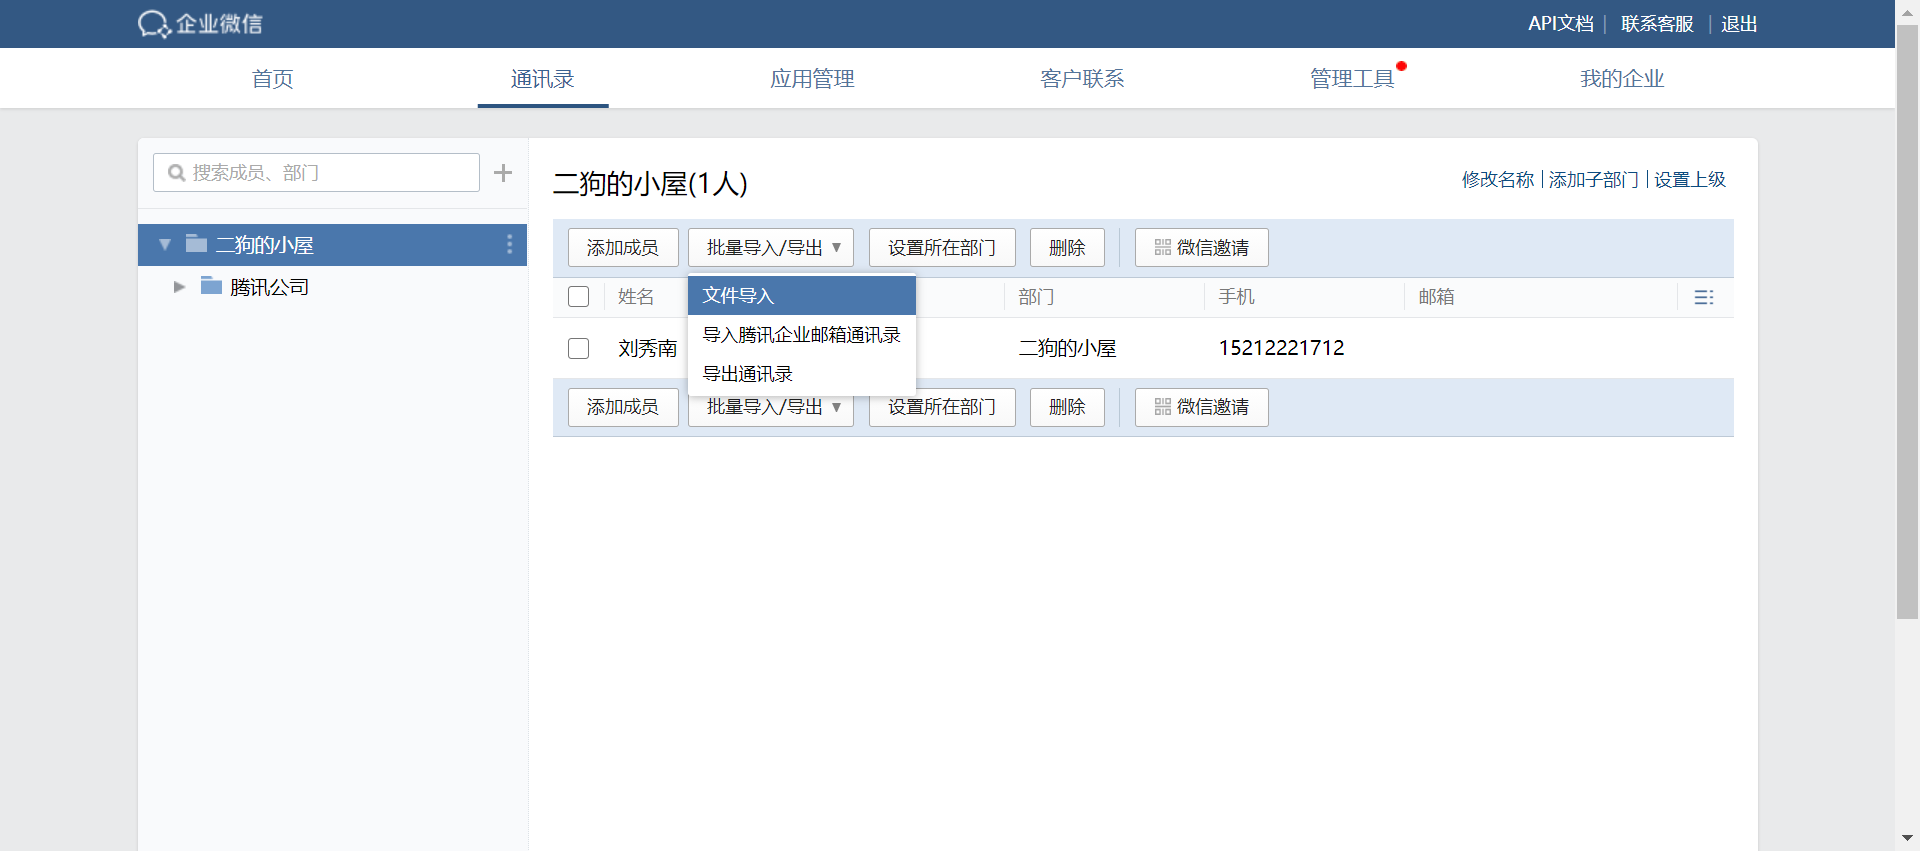 企业微信
API文档 | 联系客服 | 退出
首页 通讯录 应用管理 客户联系 管理工具 我的企业
搜索成员、部门
二狗的小屋
腾讯公司
二狗的小屋(1人)
修改名称 | 添加子部门 | 设置上级
添加成员 批量导入/导出 ▼ 设置所在部门 删除 微信邀请
文件导入
导入腾讯企业邮箱通讯录
导出通讯录
姓名 部门 手机 邮箱
刘秀南 二狗的小屋 15212221712
添加成员 批量导入/导出 ▼ 设置所在部门 删除 微信邀请